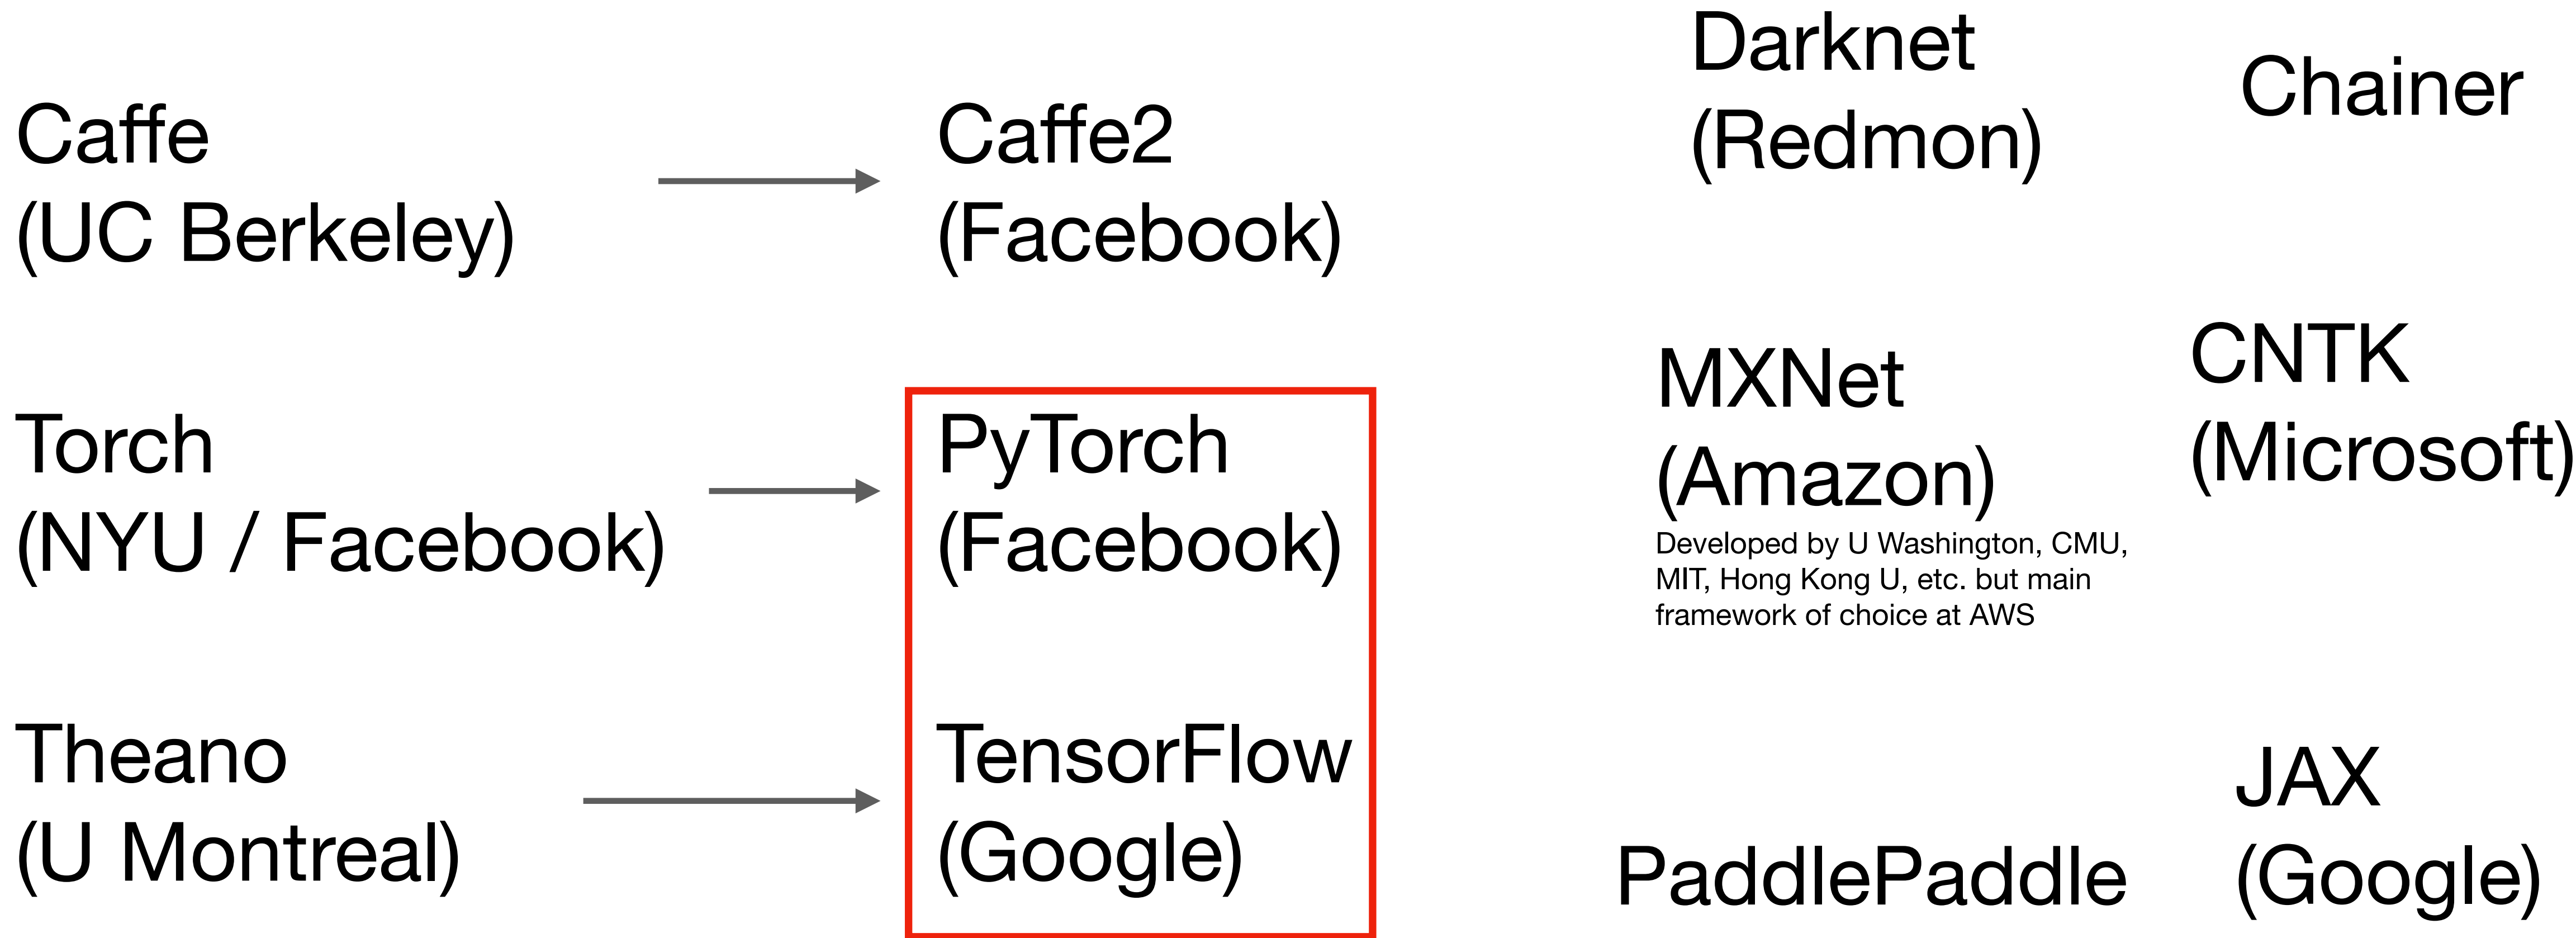 Caffe
(UC Berkeley)
Caffe2
(Facebook)
Torch
(NYU / Facebook)
PyTorch
(Facebook)
Theano
(U Montreal)
TensorFlow
(Google)
Darknet
(Redmon)
Chainer
MXNet
(Amazon)
Developed by U Washington, CMU,
MIT, Hong Kong U, etc. but main
framework of choice at AWS
CNTK
(Microsoft)
PaddlePaddle
JAX
(Google)